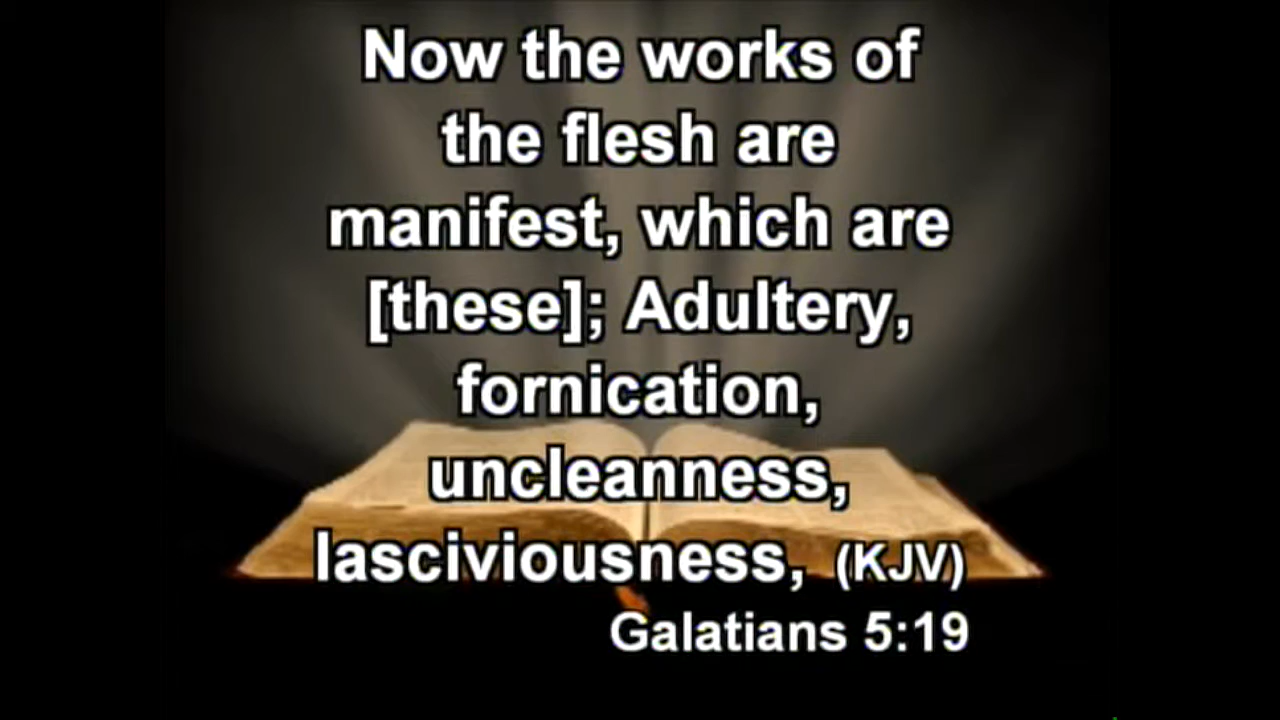 Now the works of
the flesh are
manifest, which are
[these]; Adultery,
fornication,
uncleanness,
lasciviousness, (KJV)
Galatians 5:19